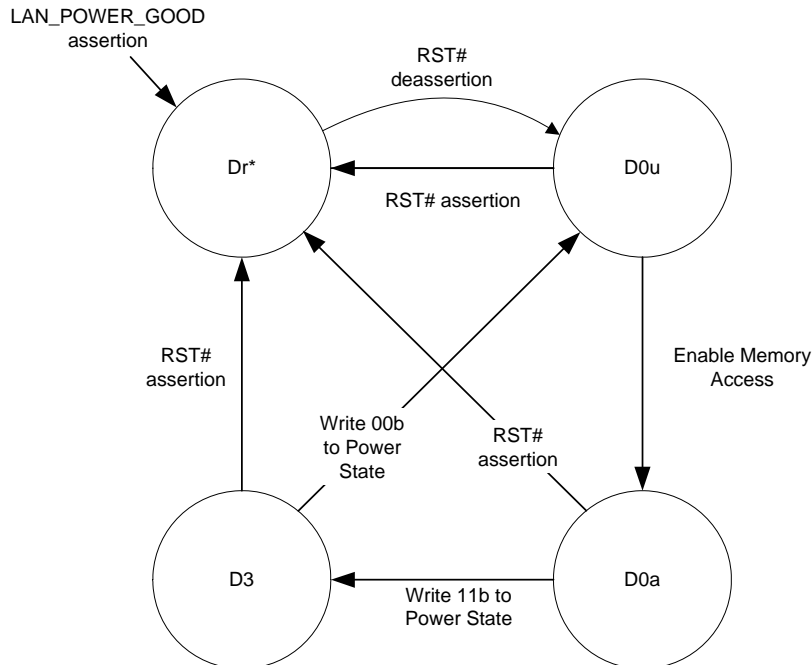 LAN_POWER_GOOD
assertion
RST#
deassertion
Dr*
D0u
RST# assertion
RST#
assertion
Enable Memory
Access
Write 00b
to Power
State
RST#
assertion
D3
D0a
Write 11b to
Power State